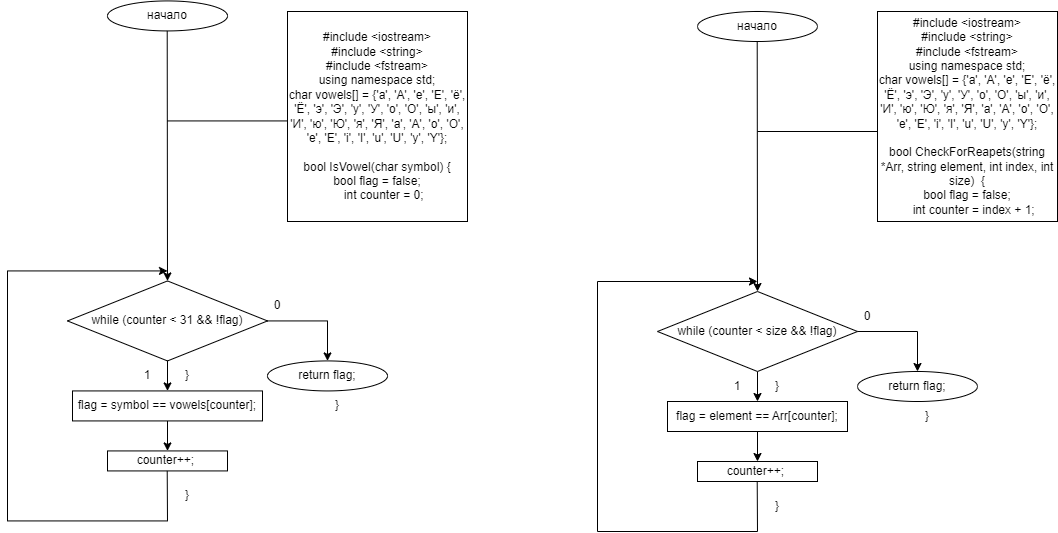 начало
#include <iostream>
#include <string>
#include <fstream>
using namespace std;
char vowels[] = {'а', 'А', 'е', 'Е', 'ё',
'Ё', 'э', 'Э', 'у', 'У', 'о', 'О', 'ы', 'и',
'И', 'ю', 'Ю', 'я', 'Я', 'a', 'A', 'o', 'O',
'e', 'E', 'i', 'I', 'u', 'U', 'y', 'Y'};
bool IsVowel(char symbol) {
bool flag = false;
int counter = 0;
while (counter < 31 && !flag)
0
1
}
return flag;
}
flag = symbol == vowels[counter];
counter++;
}
начало
#include <iostream>
#include <string>
#include <fstream>
using namespace std;
char vowels[] = {'а', 'А', 'е', 'Е', 'ё',
'Ё', 'э', 'Э', 'у', 'У', 'о', 'О', 'ы', 'и',
'И', 'ю', 'Ю', 'я', 'Я', 'a', 'A', 'o', 'O',
'e', 'E', 'i', 'I', 'u', 'U', 'y', 'Y'};
bool CheckForReapets(string
*Arr, string element, int index, int
size) {
bool flag = false;
int counter = index + 1;
while (counter < size && !flag)
0
1
}
return flag;
}
flag = element == Arr[counter];
counter++;
}